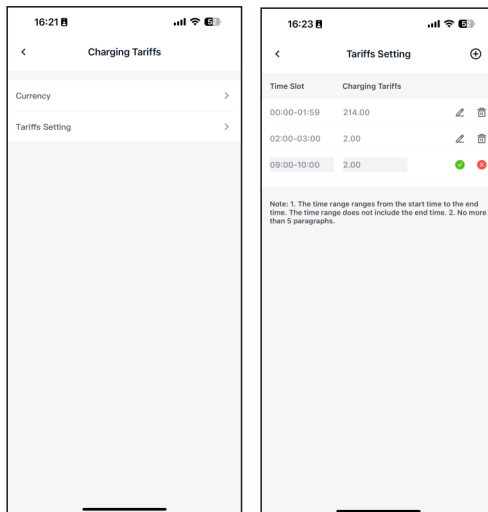 16:21
Charging Tariffs
Currency
Tariffs Setting
16:23
Tariffs Setting
Time Slot Charging Tariffs
00:00-01:59 214.00
02:00-03:00 2.00
09:00-10:00 2.00
Note: 1. The time range ranges from the start time to the end
time. The time range does not include the end time. 2. No more
than 5 paragraphs.